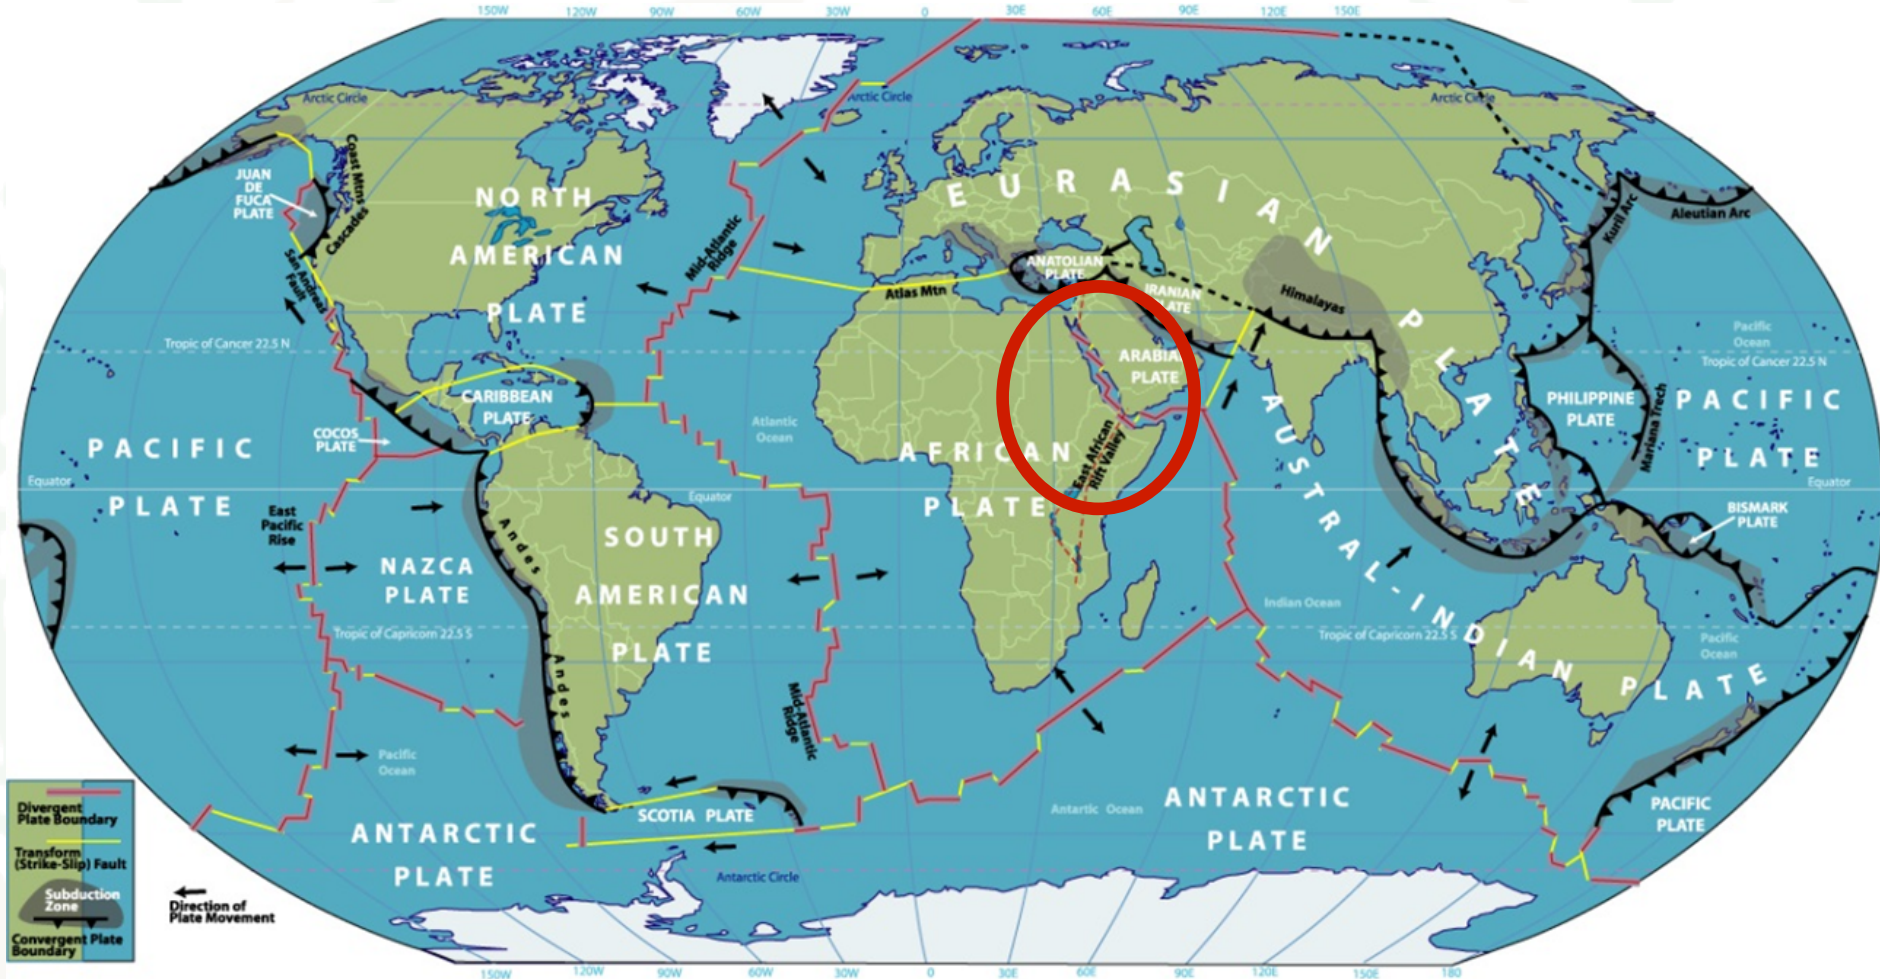 150W
120W
90W
60W
30W
0
30E
60E
90E
120E
150E
Arctic Circle
Arctic Circle
Arctic Circle
JUAN
DE
FUCA
PLATE
Coast Mtns
Cascades
San Andreas
Fault
NORTH
AMERICAN
PLATE
Mid-Atlantic
Ridge
EURASIAN
PLATE
Kuril Arc
Aleutian Arc
ANATOLIAN
PLATE
IRANIAN
Atlas Mtn
Himalayas
Tropic of Cancer 22.5 N
Pacific
Ocean
Tropic of Cancer 22.5 N
ARABIA
PLATE
CARIBBEAN
PLATE
COCOS
PLATE
Atlantic
Ocean
PHILIPPINE
PLATE
Mariana Trech
PACIFIC
PLATE
PACIFIC
PLATE
AFRICAN
PLATE
East African
Rift Valley
Equator
Equator
Equator
BISMARK
PLATE
East
Pacific
Rise
NAZCA
PLATE
Andes
Andes
SOUTH
AMERICAN
PLATE
AUSTRAL-INDIAN PLATE
Indian Ocean
Tropic of Capricorn 22.5 S
Tropic of Capricorn 22.5 S
Pacific
Ocean
Mid-Atlantic
Ridge
Pacific
Ocean
SCOTIA PLATE
Antartic Ocean
ANTARCTIC
PLATE
ANTARCTIC
PLATE
PACIFIC
PLATE
Antarctic Circle
Divergent
Plate Boundary
Transform
(Strike-Slip) Fault
Subduction
Zone
Convergent Plate
Boundary
Direction of
Plate Movement
150W
120W
90W
60W
30W
0
30E
60E
90E
120E
150E
180